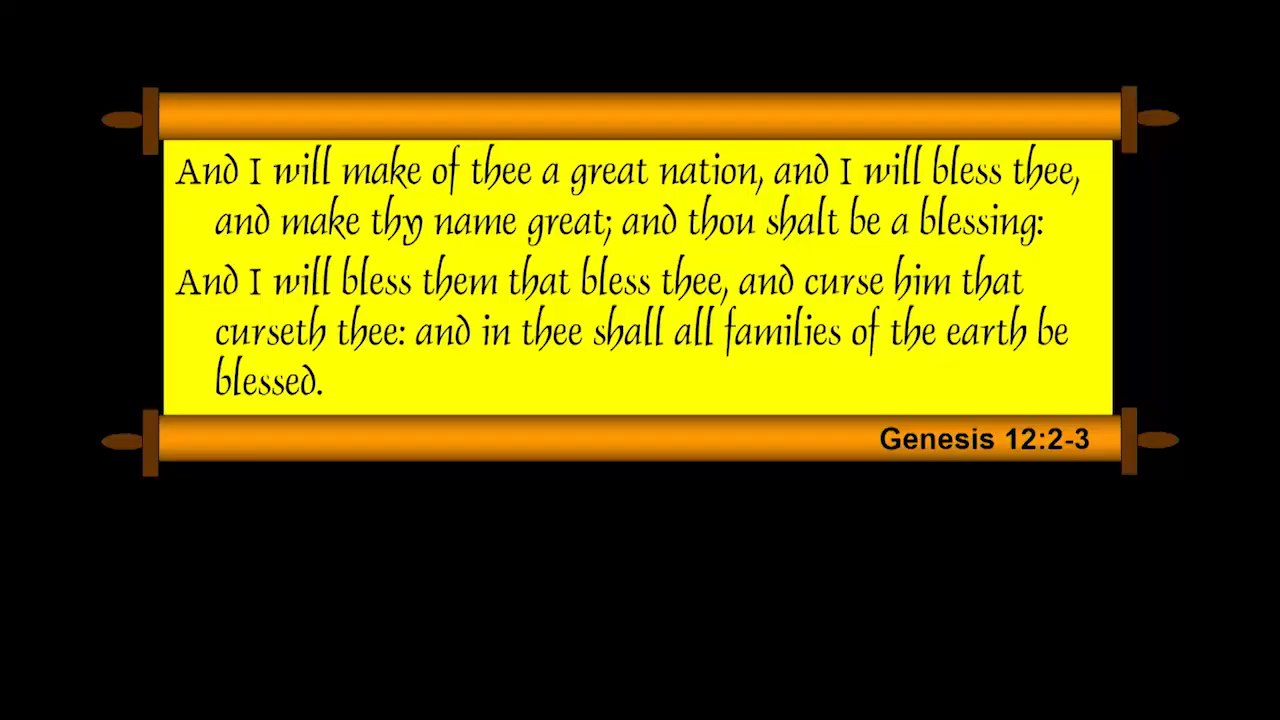 And I will make of thee a great nation, and I will bless thee,
and make thy name great; and thou shalt be a blessing:
And I will bless them that bless thee, and curse him that
curseth thee: and in thee shall all families of the earth be
blessed.
Genesis 12:2-3